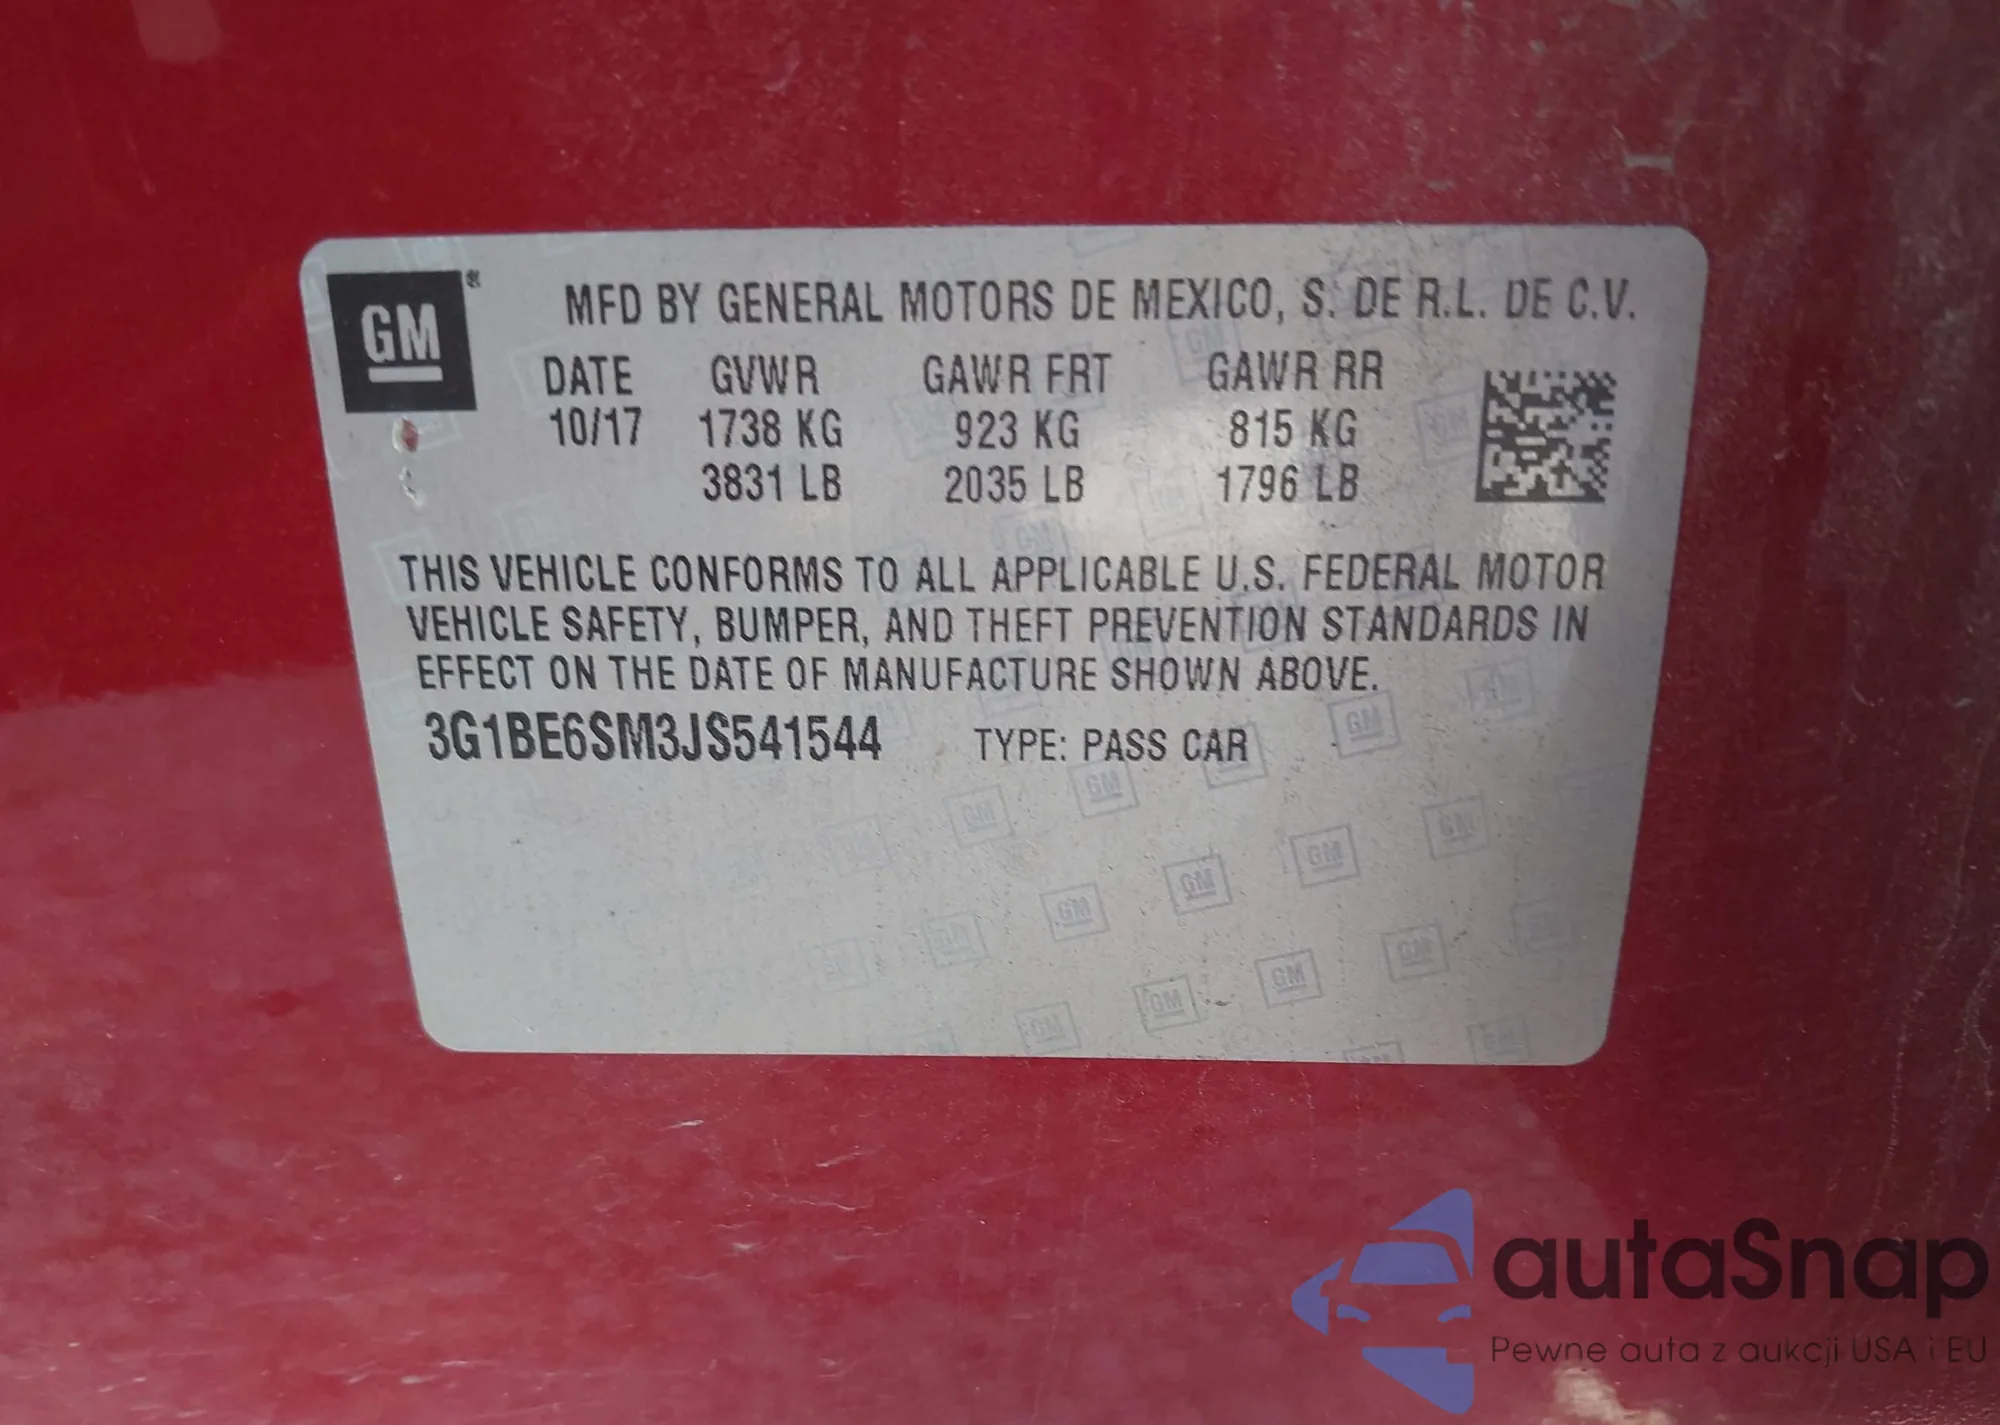 GM®
MFD BY GENERAL MOTORS DE MEXICO, S. DE R.L. DE C.V.
DATE GVWR GAWR FRT GAWR RR
10/17 1738 KG 923 KG 815 KG
3831 LB 2035 LB 1796 LB
THIS VEHICLE CONFORMS TO ALL APPLICABLE U.S. FEDERAL MOTOR
VEHICLE SAFETY, BUMPER, AND THEFT PREVENTION STANDARDS IN
EFFECT ON THE DATE OF MANUFACTURE SHOWN ABOVE.
3G1BE6SM3JS541544 TYPE: PASS CAR
autaSnap
Pewne auta z aukcji USA i EU